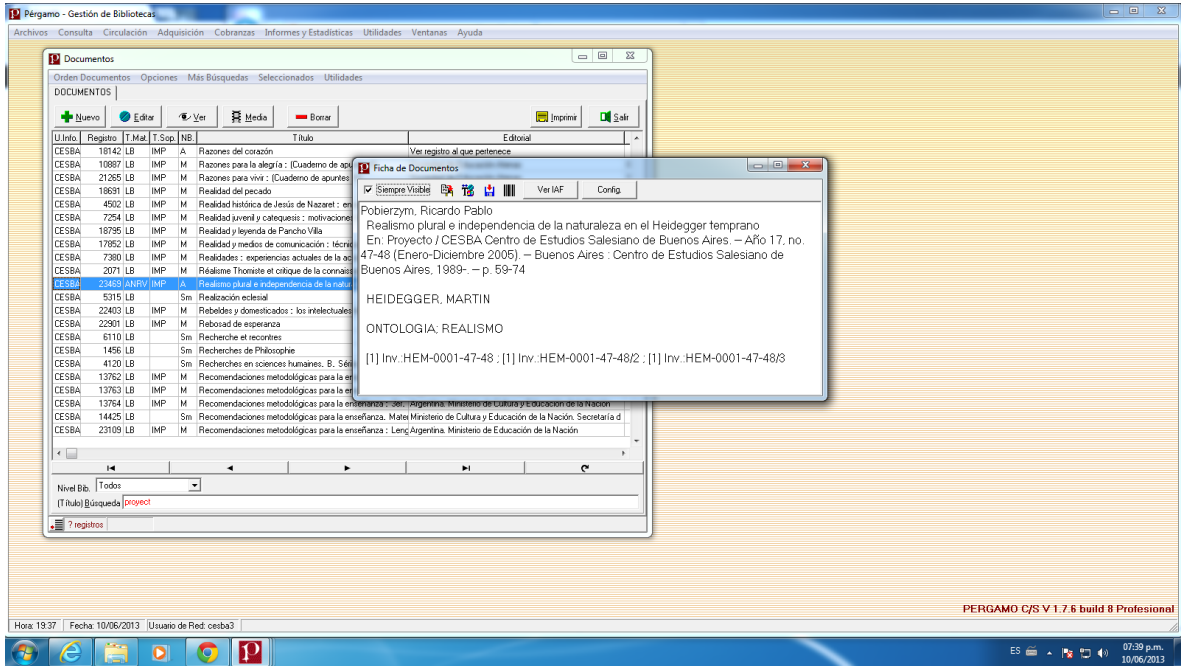 Pérgamo - Gestión de Bibliotecas
Archivos Consulta Circulación Adquisición Cobranzas Informes y Estadísticas Utilidades Ventanas Ayuda
Documentos
Orden Documentos Opciones Más Búsquedas Seleccionados Utilidades
DOCUMENTOS
Nuevo Editar Ver Media Borrar Imprimir Salir
U.Info. Registro T.Mat. T.Sop. NB. Título Editorial
CESBA 18142 LB IMP A Razones del corazón Ver registro al que pertenece
CESBA 10887 LB IMP M Razones para la alegría : (Cuaderno de apu
CESBA 21265 LB IMP M Razones para vivir : (Cuaderno de apuntes
CESBA 18691 LB IMP M Realidad del pecado
CESBA 4502 LB IMP M Realidad histórica de Jesús de Nazaret : en
CESBA 7254 LB IMP M Realidad juvenil y catequesis : motivacione
CESBA 18795 LB IMP M Realidad y leyenda de Pancho Villa
CESBA 17852 LB IMP M Realidad y medios de comunicación : técnic
CESBA 7380 LB IMP M Realidades : experiencias actuales de la ac
CESBA 2071 LB IMP M Réalisme Thomiste et critique de la connaiss
CESBA 23469 ANRV IMP A Realismo plural e independencia de la natur
CESBA 5315 LB Sm Realización eclesial
CESBA 22403 LB IMP M Rebeldes y domesticados : los intelectuales
CESBA 22901 LB IMP M Rebosad de esperanza
CESBA 6110 LB Sm Recherche et recontres
CESBA 1456 LB Sm Recherches de Philosophie
CESBA 4120 LB Sm Recherches en sciences humaines. B. Séri
CESBA 13762 LB IMP M Recomendaciones metodológicas para la er
CESBA 13763 LB IMP M Recomendaciones metodológicas para la er
CESBA 13764 LB IMP M Recomendaciones metodológicas para la enseñanza : 3er. Argentina. Ministerio de Cultura y Educación de la Nación
CESBA 14425 LB Sm Recomendaciones metodológicas para la enseñanza. Mater Ministerio de Cultura y Educación de la Nación. Secretaría d
CESBA 23109 LB IMP M Recomendaciones metodológicas para la enseñanza : Leng Argentina. Ministerio de Educación de la Nación
Nivel Bib. Todos
(Título) Búsqueda proyect
? registros
Ficha de Documentos
Siempre Visible Ver IAF Config.
Pobierzym, Ricardo Pablo
Realismo plural e independencia de la naturaleza en el Heidegger temprano
En: Proyecto / CESBA Centro de Estudios Salesiano de Buenos Aires. -- Año 17, no.
47-48 (Enero-Diciembre 2005). -- Buenos Aires : Centro de Estudios Salesiano de
Buenos Aires, 1989-. -- p. 59-74
HEIDEGGER, MARTIN
ONTOLOGIA; REALISMO
[1] Inv.:HEM-0001-47-48 ; [1] Inv.:HEM-0001-47-48/2 ; [1] Inv.:HEM-0001-47-48/3
PERGAMO C/S V 1.7.6 build 8 Profesional
Hora: 19:37 Fecha: 10/06/2013 Usuario de Red: cesba3
ES 07:39 p.m.
10/06/2013